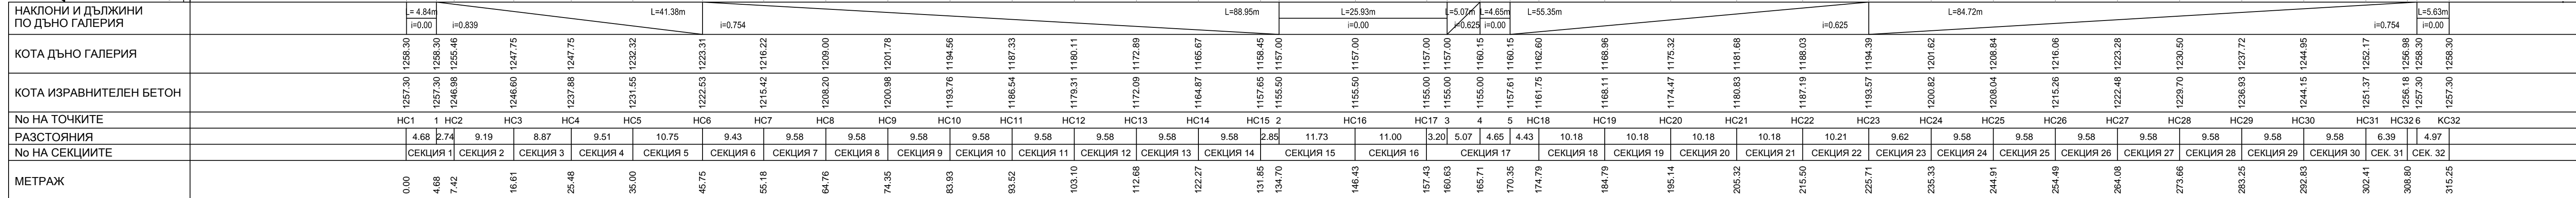 НАКЛОНИ И ДЪЛЖИНИ
ПО ДЪНО ГАЛЕРИЯ
L= 4.84m L=41.38m L=88.95m L=25.93m L=5.07m L=4.65m L=55.35m L=84.72m L=5.63m
i=0.00 i=0.839 i=0.754 i=0.00 i=0.625 i=0.00 i=0.625 i=0.754 i=0.00
КОТА ДЪНО ГАЛЕРИЯ 1258.30 1258.30 1255.46 1247.75 1247.75 1232.32 1223.31 1216.22 1209.00 1201.78 1194.56 1187.33 1180.11 1172.89 1165.67 1158.45 1157.00 1157.00 1157.00 1157.00 1160.15 1160.15 1162.60 1168.96 1175.32 1181.68 1188.03 1194.39 1201.62 1208.84 1216.06 1223.28 1230.50 1237.72 1244.95 1252.17 1256.98 1258.30 1258.30
КОТА ИЗРАВНИТЕЛЕН БЕТОН 1257.30 1257.30 1246.98 1246.60 1237.88 1231.55 1222.53 1215.42 1208.20 1200.98 1193.76 1186.54 1179.31 1172.09 1164.87 1157.65 1155.50 1155.50 1155.00 1155.00 1155.00 1157.61 1161.75 1168.11 1174.47 1180.83 1187.19 1193.57 1200.82 1208.04 1215.26 1222.48 1229.70 1236.93 1244.15 1251.37 1256.18 1257.30 1257.30
No НА ТОЧКИТЕ НС1 1 НС2 НС3 НС4 НС5 НС6 НС7 НС8 НС9 НС10 НС11 НС12 НС13 НС14 НС15 2 НС16 НС17 3 4 5 НС18 НС19 НС20 НС21 НС22 НС23 НС24 НС25 НС26 НС27 НС28 НС29 НС30 НС31 НС32 6 КС32
РАЗСТОЯНИЯ 4.68 2.74 9.19 8.87 9.51 10.75 9.43 9.58 9.58 9.58 9.58 9.58 9.58 9.58 9.58 2.85 11.73 11.00 3.20 5.07 4.65 4.43 10.18 10.18 10.18 10.18 10.21 9.62 9.58 9.58 9.58 9.58 9.58 9.58 9.58 6.39 4.97
No НА СЕКЦИИТЕ СЕКЦИЯ 1 СЕКЦИЯ 2 СЕКЦИЯ 3 СЕКЦИЯ 4 СЕКЦИЯ 5 СЕКЦИЯ 6 СЕКЦИЯ 7 СЕКЦИЯ 8 СЕКЦИЯ 9 СЕКЦИЯ 10 СЕКЦИЯ 11 СЕКЦИЯ 12 СЕКЦИЯ 13 СЕКЦИЯ 14 СЕКЦИЯ 15 СЕКЦИЯ 16 СЕКЦИЯ 17 СЕКЦИЯ 18 СЕКЦИЯ 19 СЕКЦИЯ 20 СЕКЦИЯ 21 СЕКЦИЯ 22 СЕКЦИЯ 23 СЕКЦИЯ 24 СЕКЦИЯ 25 СЕКЦИЯ 26 СЕКЦИЯ 27 СЕКЦИЯ 28 СЕКЦИЯ 29 СЕКЦИЯ 30 СЕК. 31 СЕК. 32
МЕТРАЖ 0.00 4.68 7.42 16.61 25.48 35.00 45.75 55.18 64.76 74.35 83.93 93.52 103.10 112.68 122.27 131.85 134.70 146.43 157.43 160.63 165.71 170.35 174.79 184.79 195.14 205.32 215.50 225.71 235.33 244.91 254.49 264.08 273.66 283.25 292.83 302.41 308.80 315.25